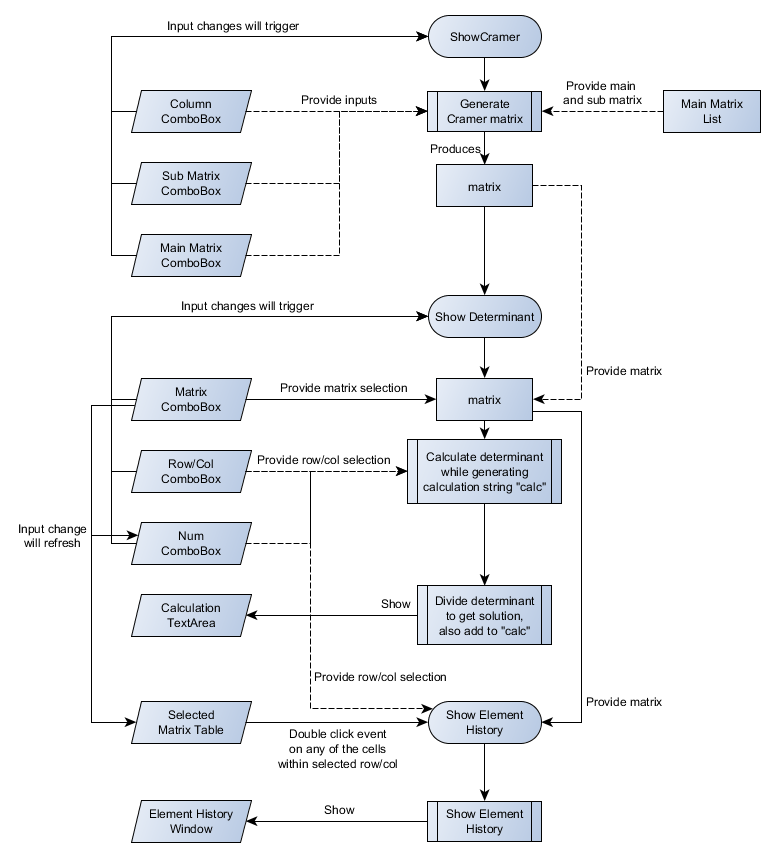 Input changes will trigger
ShowCramer
Column
ComboBox
Provide inputs
Generate
Cramer matrix
Provide main
and sub matrix
Main Matrix
List
Produces
Sub Matrix
ComboBox
matrix
Main Matrix
ComboBox
Input changes will trigger
Show Determinant
Provide matrix
Matrix
ComboBox
Provide matrix selection
matrix
Row/Col
ComboBox
Provide row/col selection
Calculate determinant
while generating
calculation string "calc"
Input change
will refresh
Num
ComboBox
Calculation
TextArea
Show
Divide determinant
to get solution,
also add to "calc"
Provide row/col selection
Provide matrix
Selected
Matrix Table
Double click event
on any of the cells
within selected row/col
Show Element
History
Element History
Window
Show
Show Element
History